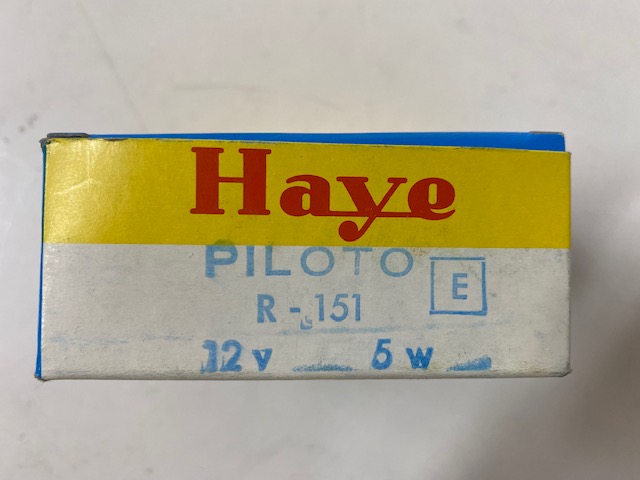 Haye
PILOTO
R-151 E
12 v 5 w